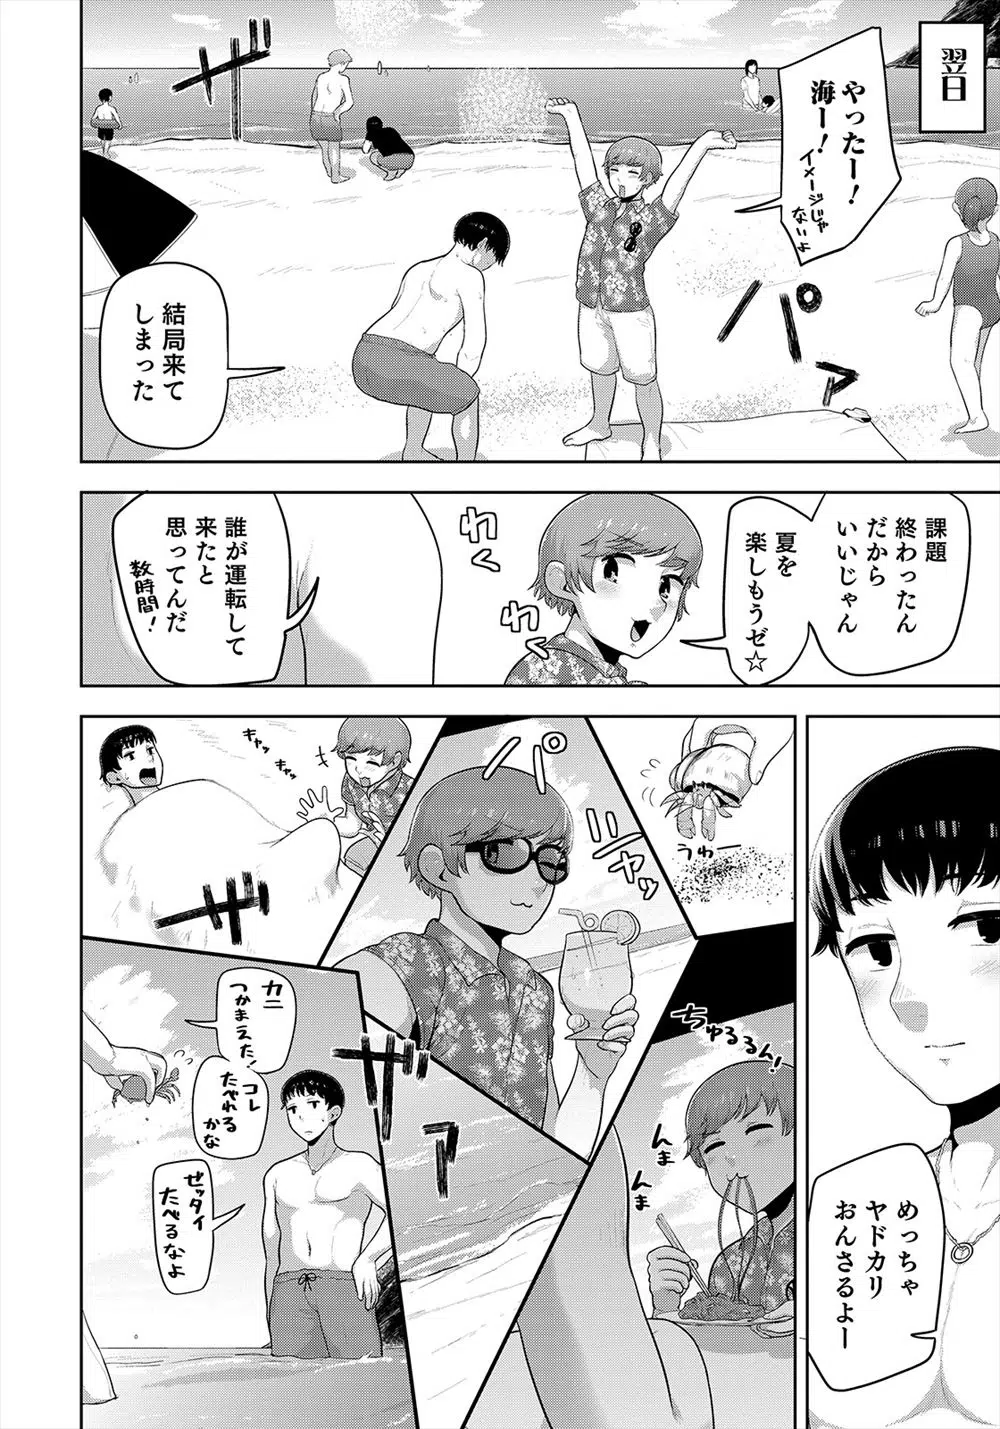 翌日
やったー！
海ー！
イメージじゃ
ないよ
ザザ
パァ
結局来て
しまった
課題
終わったん
だから
いいじゃん
夏を
楽しもうゼ☆
わく
わく
誰が運転して
来たと
思ってんだ
数時間！
めっちゃ
ヤドカリ
おんさるよー
うわー
パシャッ
キャッ
キャッ
ちゅるるん！
んま
んま
ザァ
カニ
つかまえた！
コレ
たべれる
かな
ゼッタイ
たべるなよ